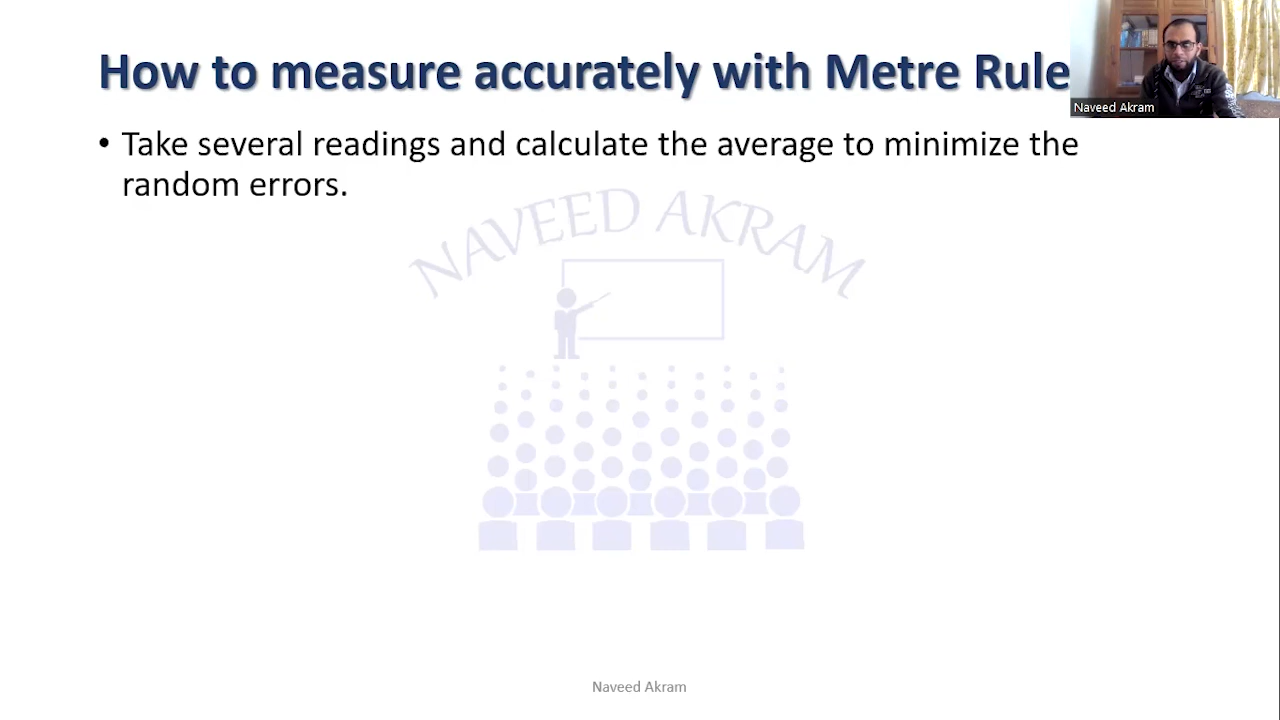 How to measure accurately with Metre Rule
Naveed Akram
• Take several readings and calculate the average to minimize the
random errors.
NAVEED AKRAM
Naveed Akram